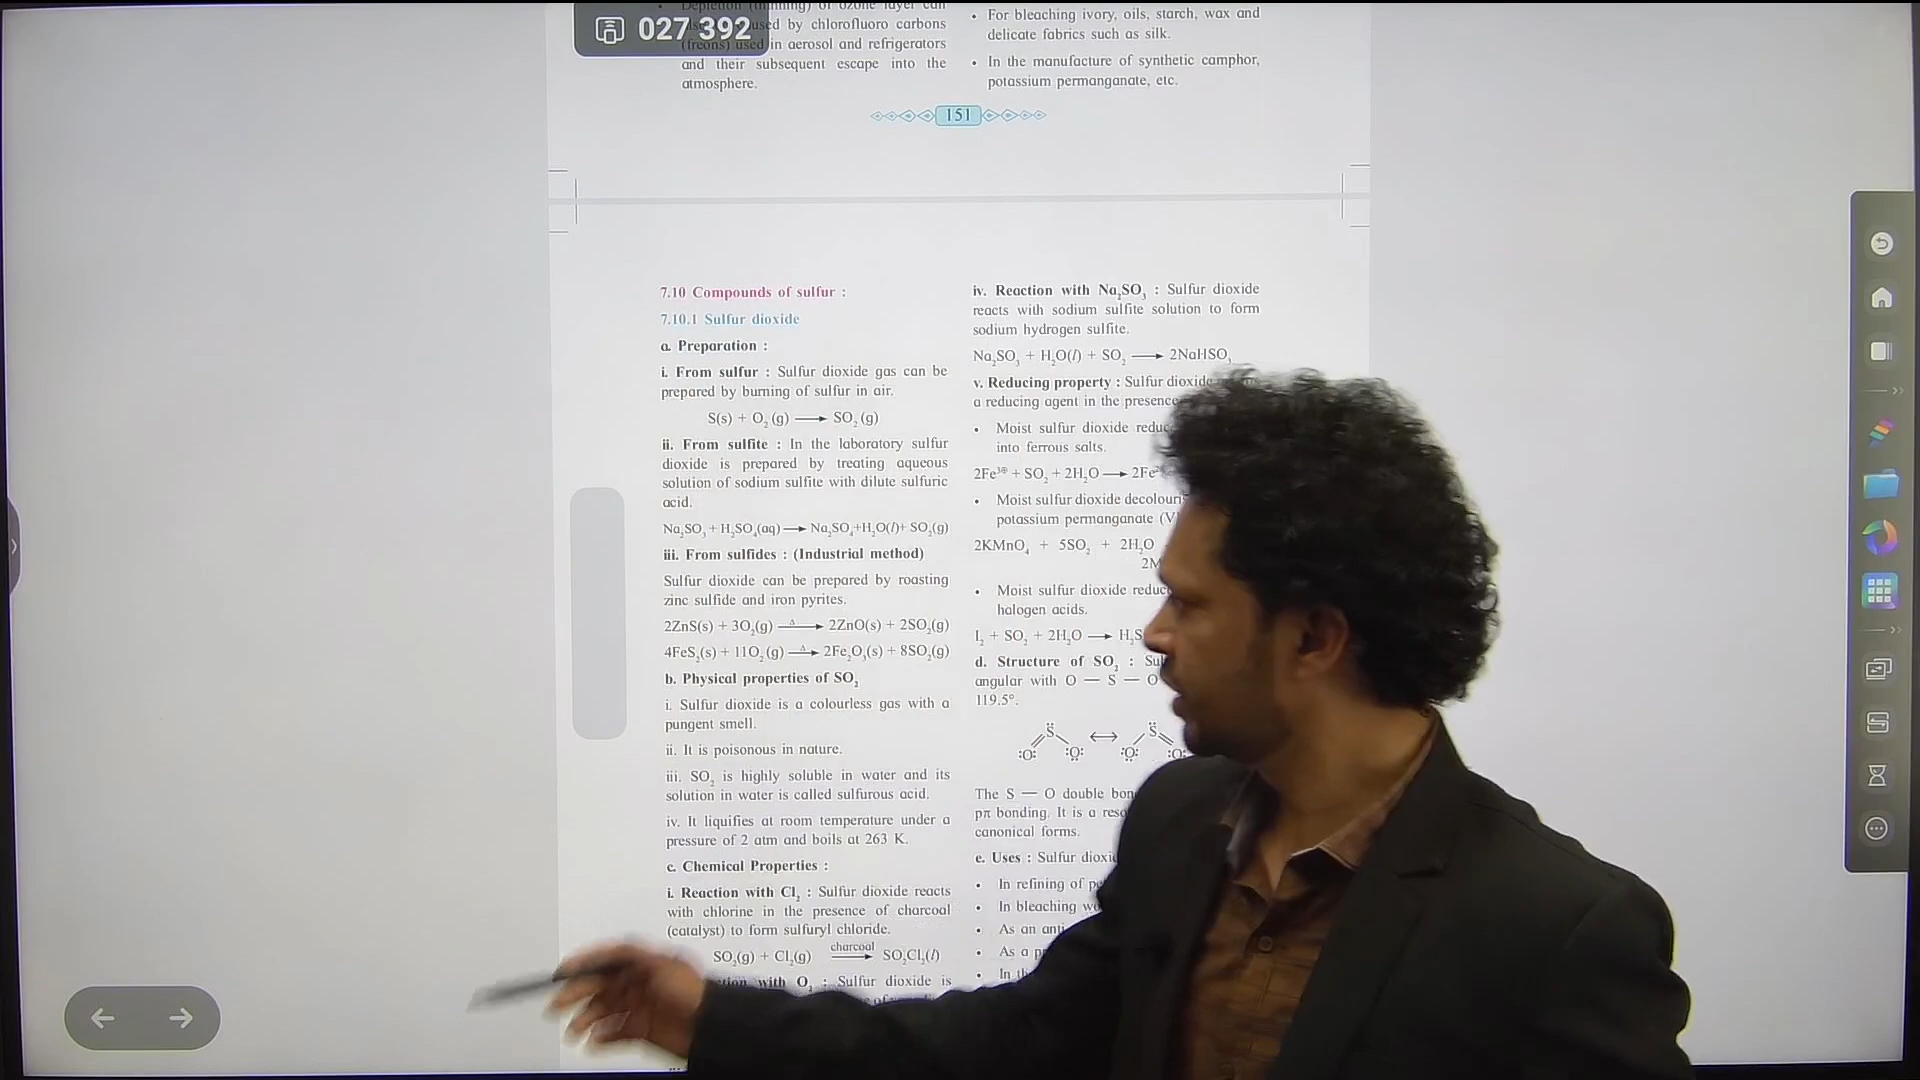 027 392
Depletion (thinning) of ozone layer can
used by chlorofluoro carbons
(freons) used in aerosol and refrigerators
and their subsequent escape into the
atmosphere.
• For bleaching ivory, oils, starch, wax and
delicate fabrics such as silk.
• In the manufacture of synthetic camphor,
potassium permanganate, etc.
151
7.10 Compounds of sulfur :
7.10.1 Sulfur dioxide
a. Preparation :
i. From sulfur : Sulfur dioxide gas can be
prepared by burning of sulfur in air.
S(s) + O₂ (g) ⟶ SO₂ (g)
ii. From sulfite : In the laboratory sulfur
dioxide is prepared by treating aqueous
solution of sodium sulfite with dilute sulfuric
acid.
Na₂SO₃ + H₂SO₄(aq) ⟶ Na₂SO₄+H₂O(l)+ SO₂(g)
iii. From sulfides : (Industrial method)
Sulfur dioxide can be prepared by roasting
zinc sulfide and iron pyrites.
2ZnS(s) + 3O₂(g) —Δ→ 2ZnO(s) + 2SO₂(g)
4FeS₂(s) + 11O₂ (g) —Δ→ 2Fe₂O₃(s) + 8SO₂(g)
b. Physical properties of SO₂
i. Sulfur dioxide is a colourless gas with a
pungent smell.
ii. It is poisonous in nature.
iii. SO₂ is highly soluble in water and its
solution in water is called sulfurous acid.
iv. It liquifies at room temperature under a
pressure of 2 atm and boils at 263 K.
c. Chemical Properties :
i. Reaction with Cl₂ : Sulfur dioxide reacts
with chlorine in the presence of charcoal
(catalyst) to form sulfuryl chloride.
SO₂(g) + Cl₂(g) —charcoal→ SO₂Cl₂(l)
with O₂ : Sulfur dioxide is
iv. Reaction with Na₂SO₃ : Sulfur dioxide
reacts with sodium sulfite solution to form
sodium hydrogen sulfite.
Na₂SO₃ + H₂O(l) + SO₂ ⟶ 2NaHSO₃
v. Reducing property : Sulfur dioxide
a reducing agent in the presence
• Moist sulfur dioxide
into ferrous salts.
2Fe³⊕ + SO₂ + 2H₂O ⟶ 2Fe
• Moist sulfur dioxide
potassium permanganate
2KMnO₄ + 5SO₂ + 2H₂O
• Moist sulfur dioxide
halogen acids.
I₂ + SO₂ + 2H₂O ⟶
d. Structure of SO₂ :
angular with O — S — O
119.5°.
S S
:O: :O: ⟷ :O: :O:
The S — O double
pπ bonding. It is a
canonical forms.
e. Uses : Sulfur
• In refining of
• In bleaching
• As an
• As a
• In